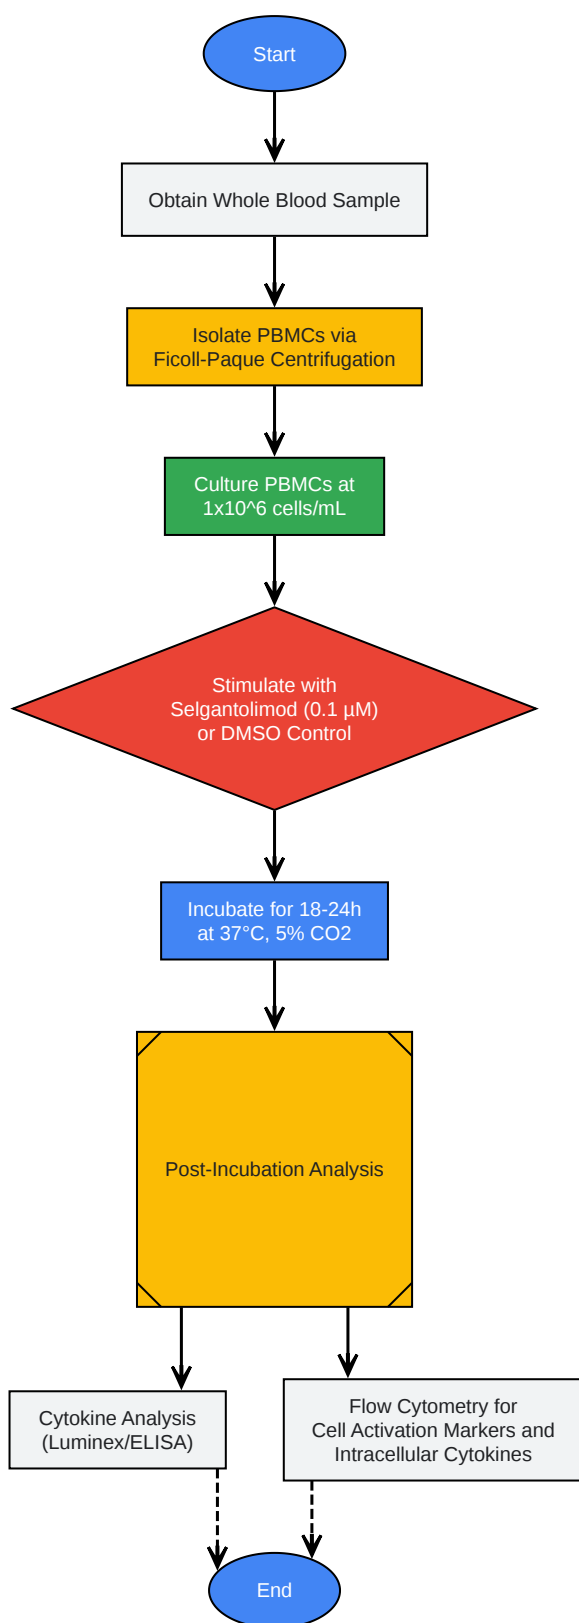 Start
Obtain Whole Blood Sample
Isolate PBMCs via
Ficoll-Paque Centrifugation
Culture PBMCs at
1x10^6 cells/mL
Stimulate with
Selgantolimod (0.1 µM)
or DMSO Control
Incubate for 18-24h
at 37°C, 5% CO2
Post-Incubation Analysis
Cytokine Analysis
(Luminex/ELISA)
Flow Cytometry for
Cell Activation Markers and
Intracellular Cytokines
End